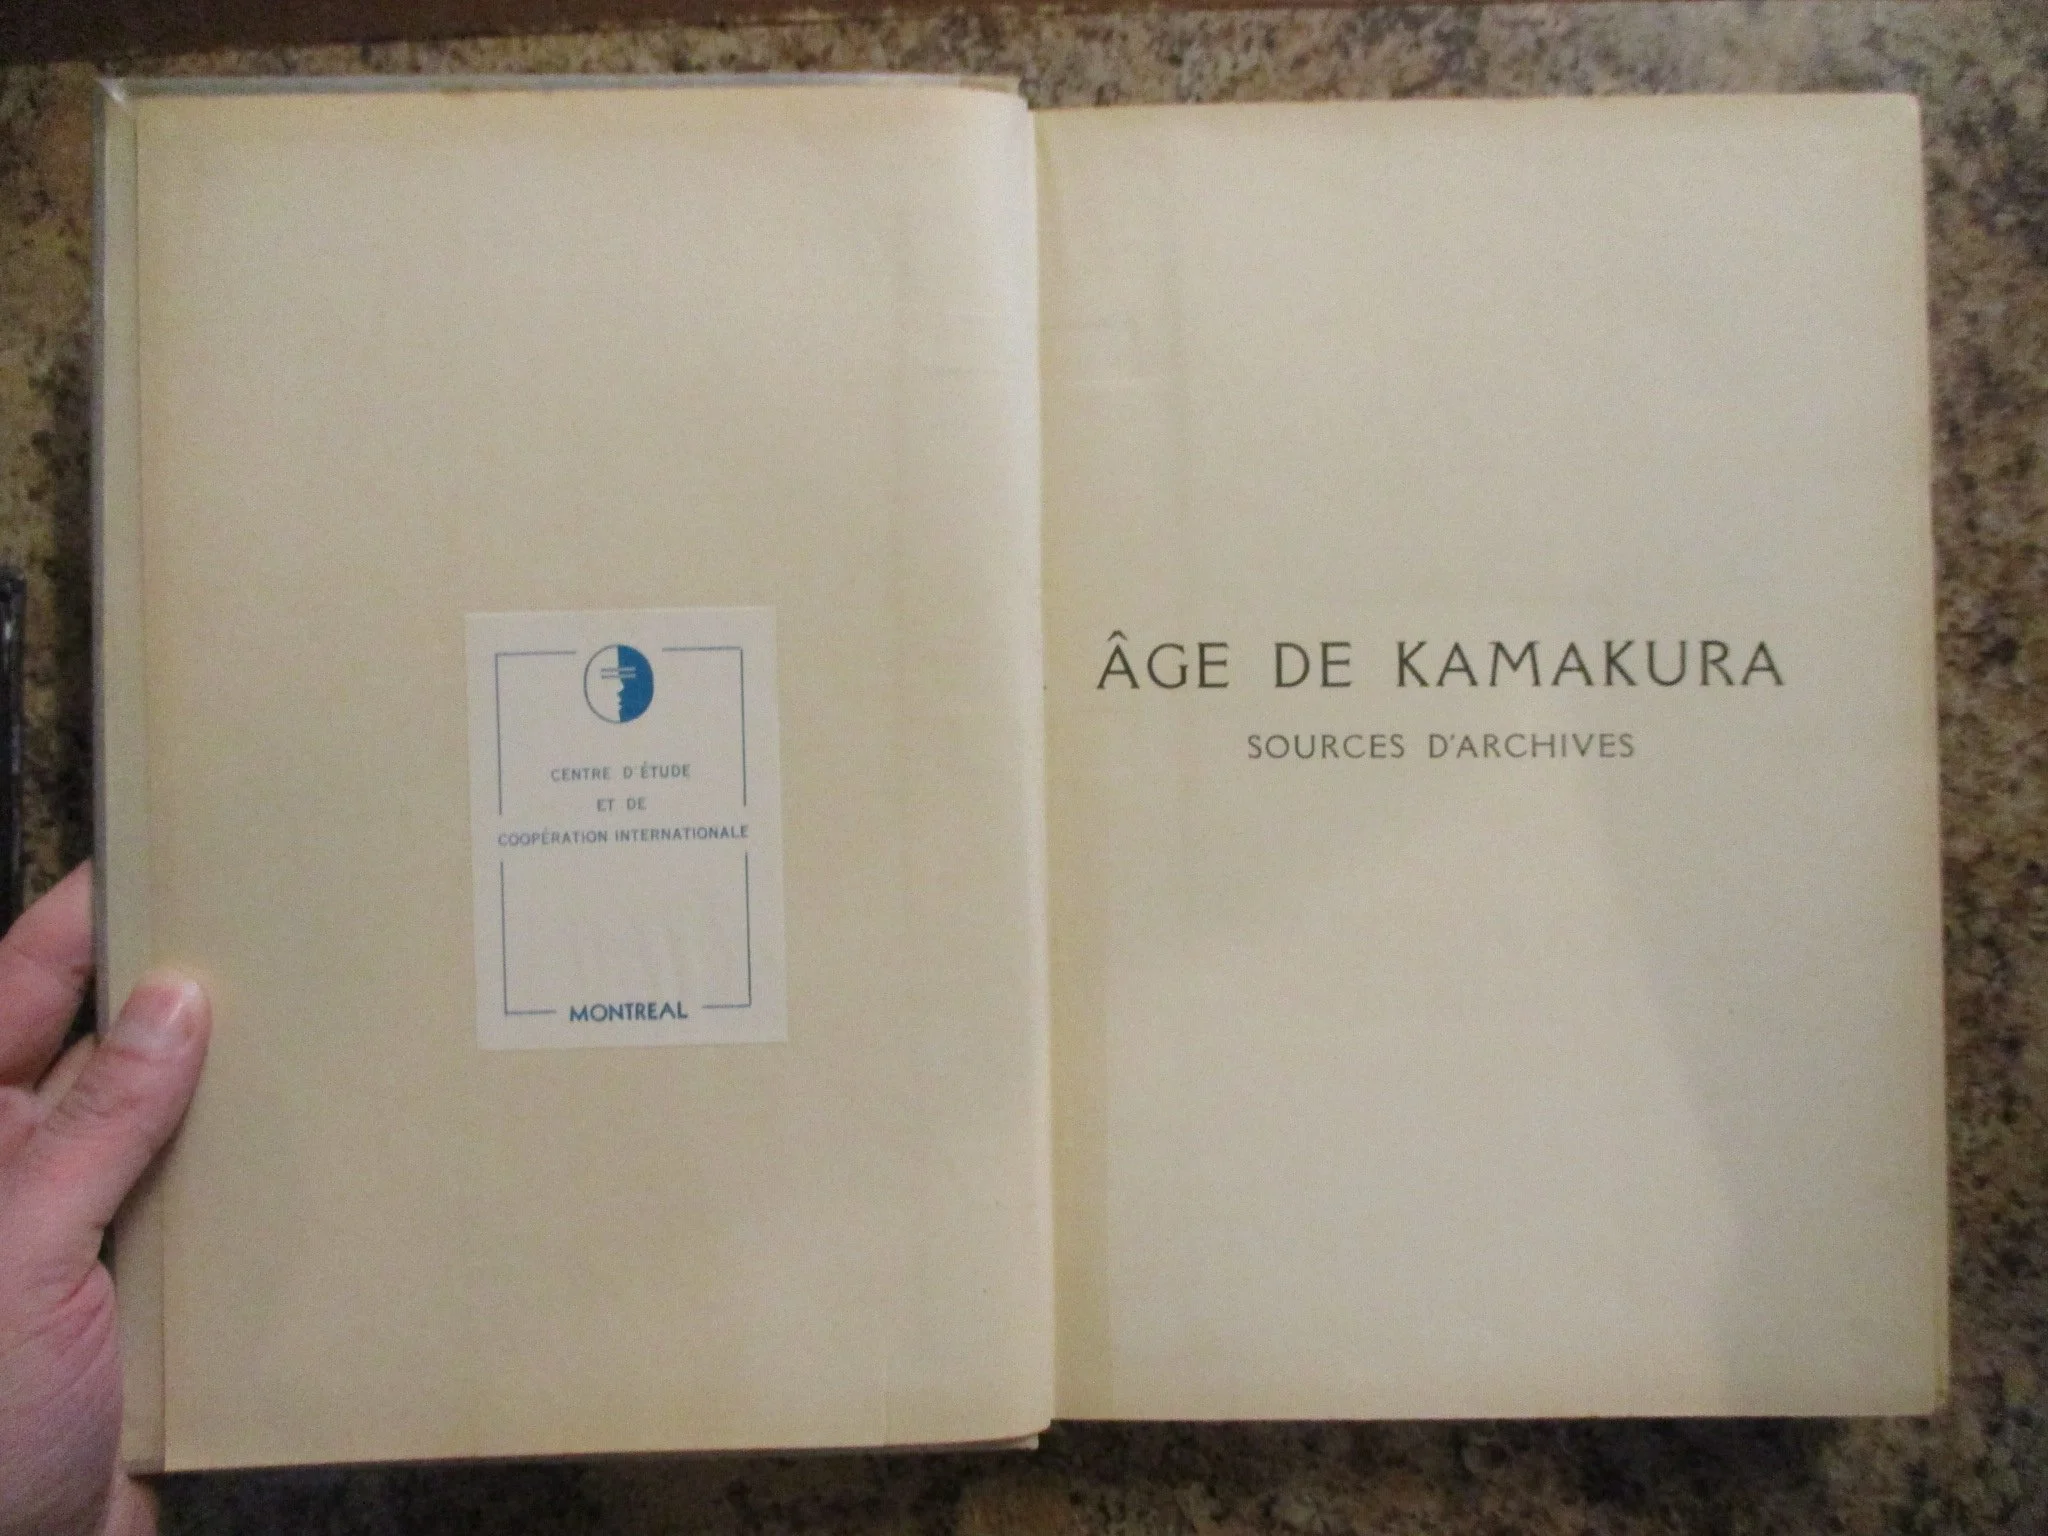 CENTRE D'ÉTUDE
ET DE
COOPÉRATION INTERNATIONALE
MONTREAL
ÂGE DE KAMAKURA
SOURCES D'ARCHIVES